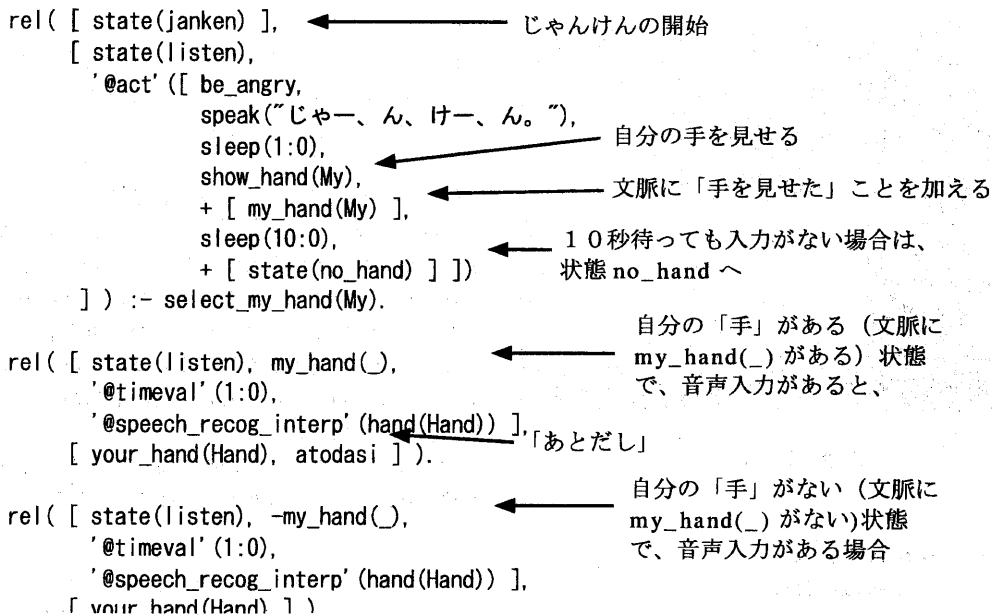 rel( [ state(janken) ],
じゃんけんの開始
[ state(listen),
'@act' ([ be_angry,
speak("じゃー、ん、けー、ん。"),
sleep(1:0),
自分の手を見せる
show_hand(My),
文脈に「手を見せた」ことを加える
+ [ my_hand(My) ],
sleep(10:0),
10秒待っても入力がない場合は、
+ [ state(no_hand) ] ])
状態 no_hand へ
] ) :- select_my_hand(My).
自分の「手」がある(文脈に
rel( [ state(listen), my_hand(_),
my_hand(_) がある)状態
'@timeval' (1:0),
で、音声入力があると、
'@speech_recog_interp' (hand(Hand)) ],
「あとだし」
[ your_hand(Hand), atodasi ] ).
自分の「手」がない(文脈に
rel( [ state(listen), -my_hand(_),
my_hand(_) がない)状態
'@timeval' (1:0),
で、音声入力がある場合
'@speech_recog_interp' (hand(Hand)) ],
[ your_hand(Hand) ] )